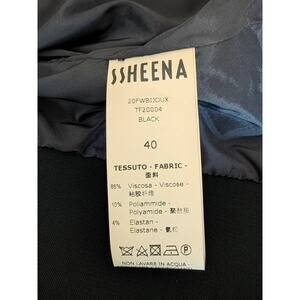 SSHEENA
20FWBIJOUX
TF20004
BLACK
40
TESSUTO - FABRIC -
面料
86% Viscosa - Viscose -
粘胶纤维
10% Poliammide -
Polyamide - 聚酰胺
4% Elastan -
Elastane - 氨纶
P
NON LAVARE IN ACQUA -